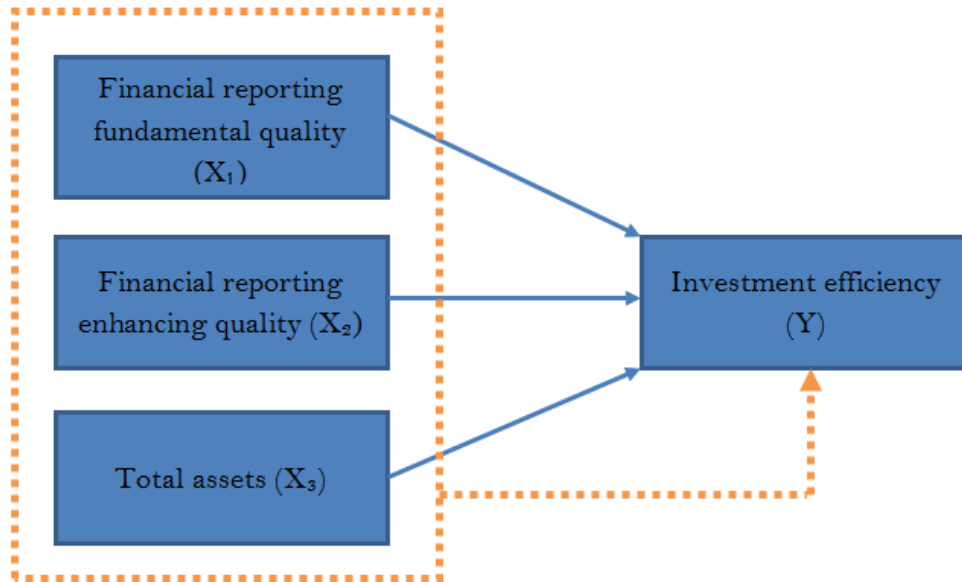 Financial reporting
fundamental quality
(X₁)
Financial reporting
enhancing quality (X₂)
Total assets (X₃)
Investment efficiency
(Y)